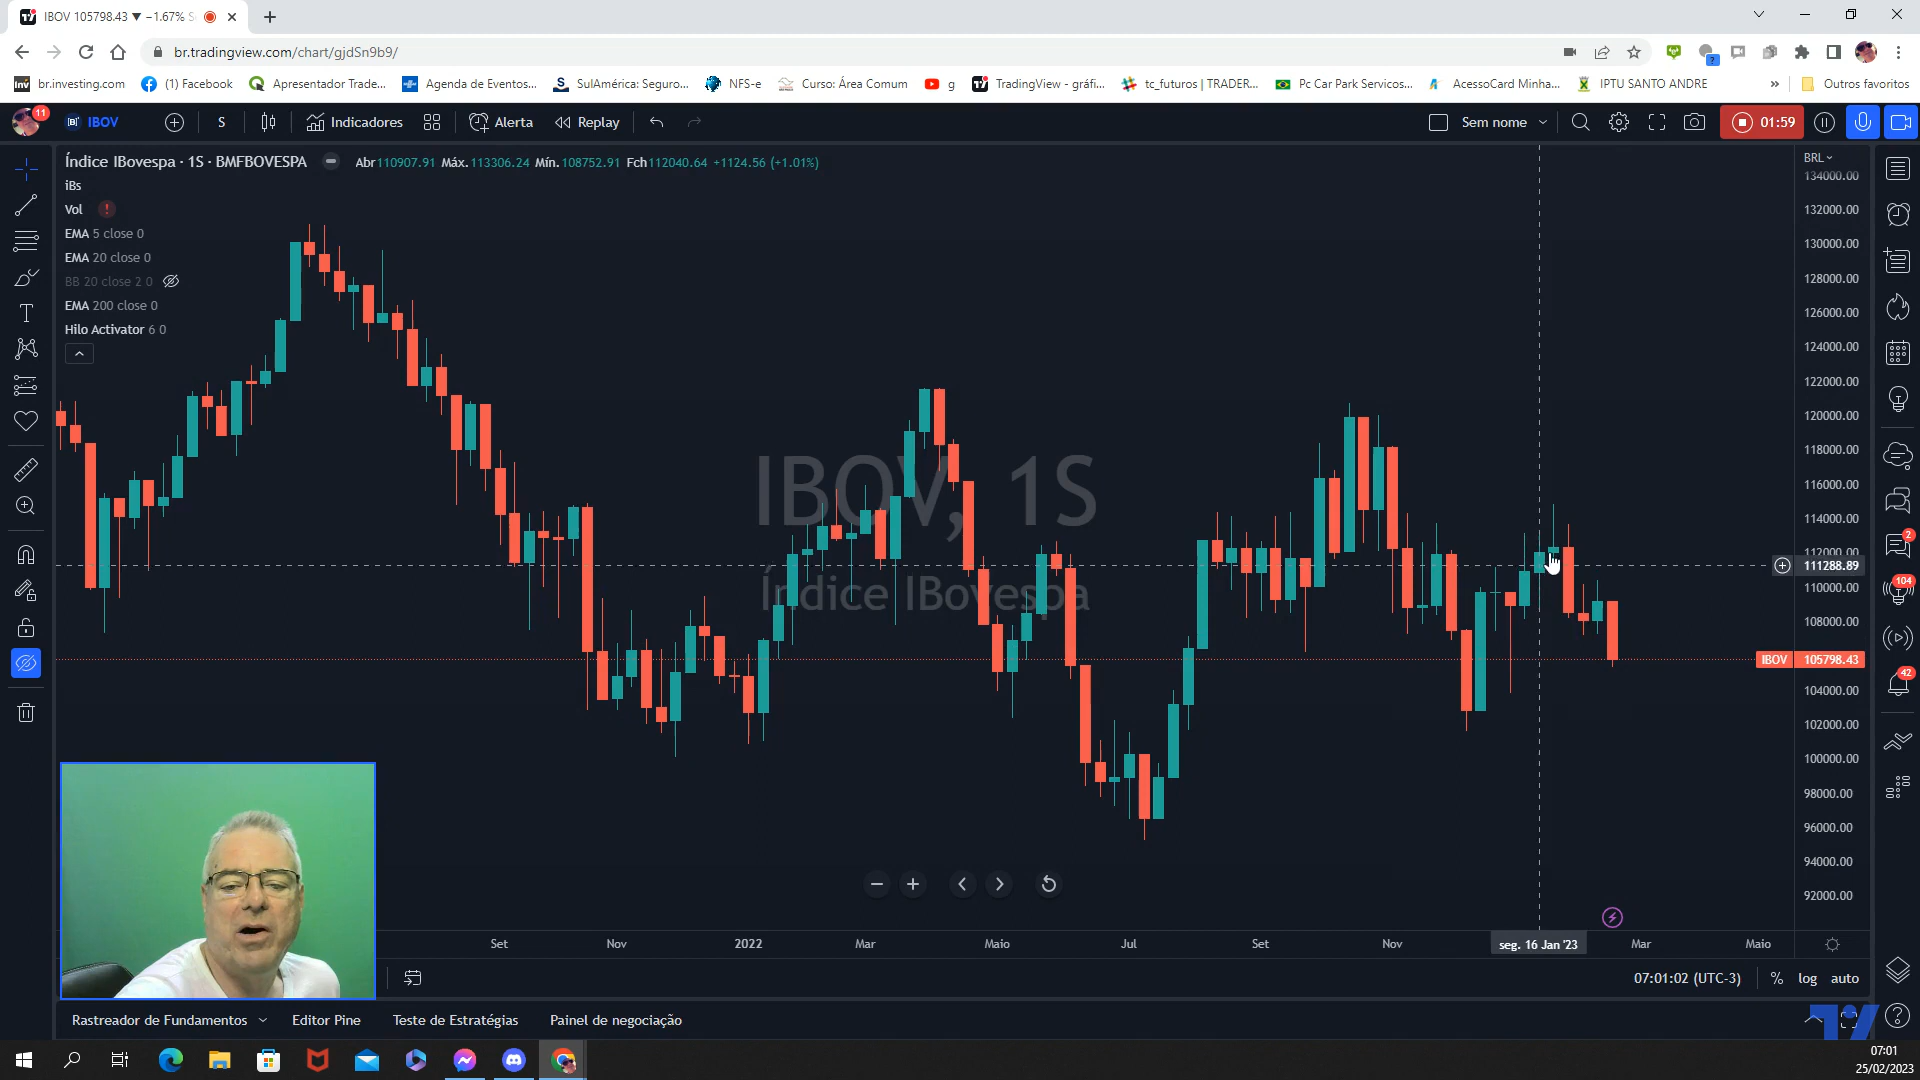 IBOV 105798.43 ▼ −1.67% S
br.tradingview.com/chart/gjdSn9b9/
br.investing.com
(1) Facebook
Apresentador Trade...
Agenda de Eventos...
SulAmérica: Seguro...
NFS-e
Curso: Área Comum
g
TradingView - gráfi...
tc_futuros | TRADER...
Pc Car Park Servicos...
AcessoCard Minha...
IPTU SANTO ANDRE
»
Outros favoritos
11
IBOV
S
Indicadores
Alerta
Replay
Sem nome
01:59
Índice IBovespa · 1S · BMFBOVESPA
Abr110907.91 Máx.113306.24 Mín.108752.91 Fch112040.64 +1124.56 (+1.01%)
iBs
Vol
EMA 5 close 0
EMA 20 close 0
BB 20 close 2 0
EMA 200 close 0
Hilo Activator 6 0
IBOV, 1S
Índice IBovespa
BRL
134000.00
132000.00
130000.00
128000.00
126000.00
124000.00
122000.00
120000.00
118000.00
116000.00
114000.00
112000.00
111288.89
110000.00
108000.00
IBOV 105798.43
104000.00
102000.00
100000.00
98000.00
96000.00
94000.00
92000.00
2
104
42
Set
Nov
2022
Mar
Maio
Jul
Set
Nov
seg. 16 Jan '23
Mar
Maio
07:01:02 (UTC-3)
%
log
auto
Rastreador de Fundamentos
Editor Pine
Teste de Estratégias
Painel de negociação
07:01
25/02/2023